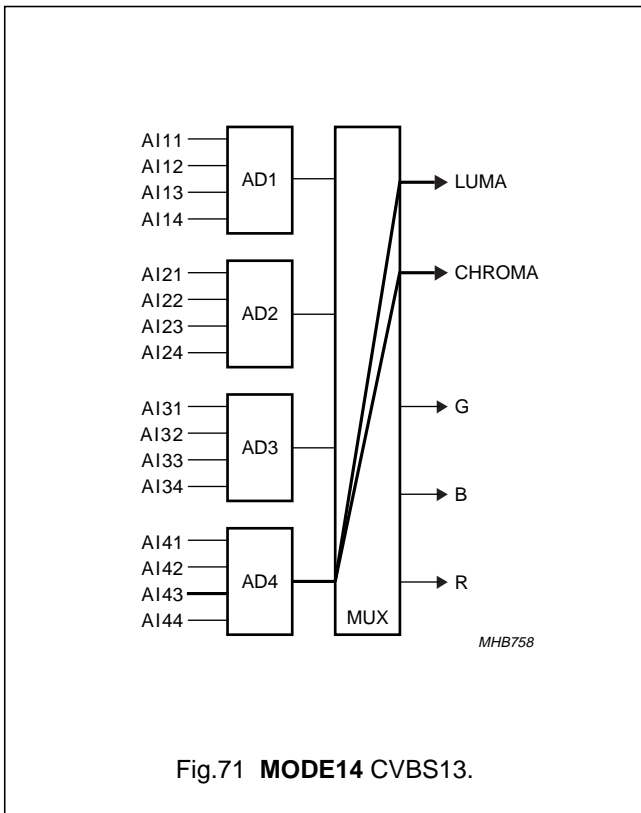 AI11
AI12
AI13
AI14
AD1
LUMA
AI21
AI22
AI23
AI24
AD2
CHROMA
AI31
AI32
AI33
AI34
AD3
G
B
AI41
AI42
AI43
AI44
AD4
R
MUX
MHB758
Fig.71 MODE14 CVBS13.